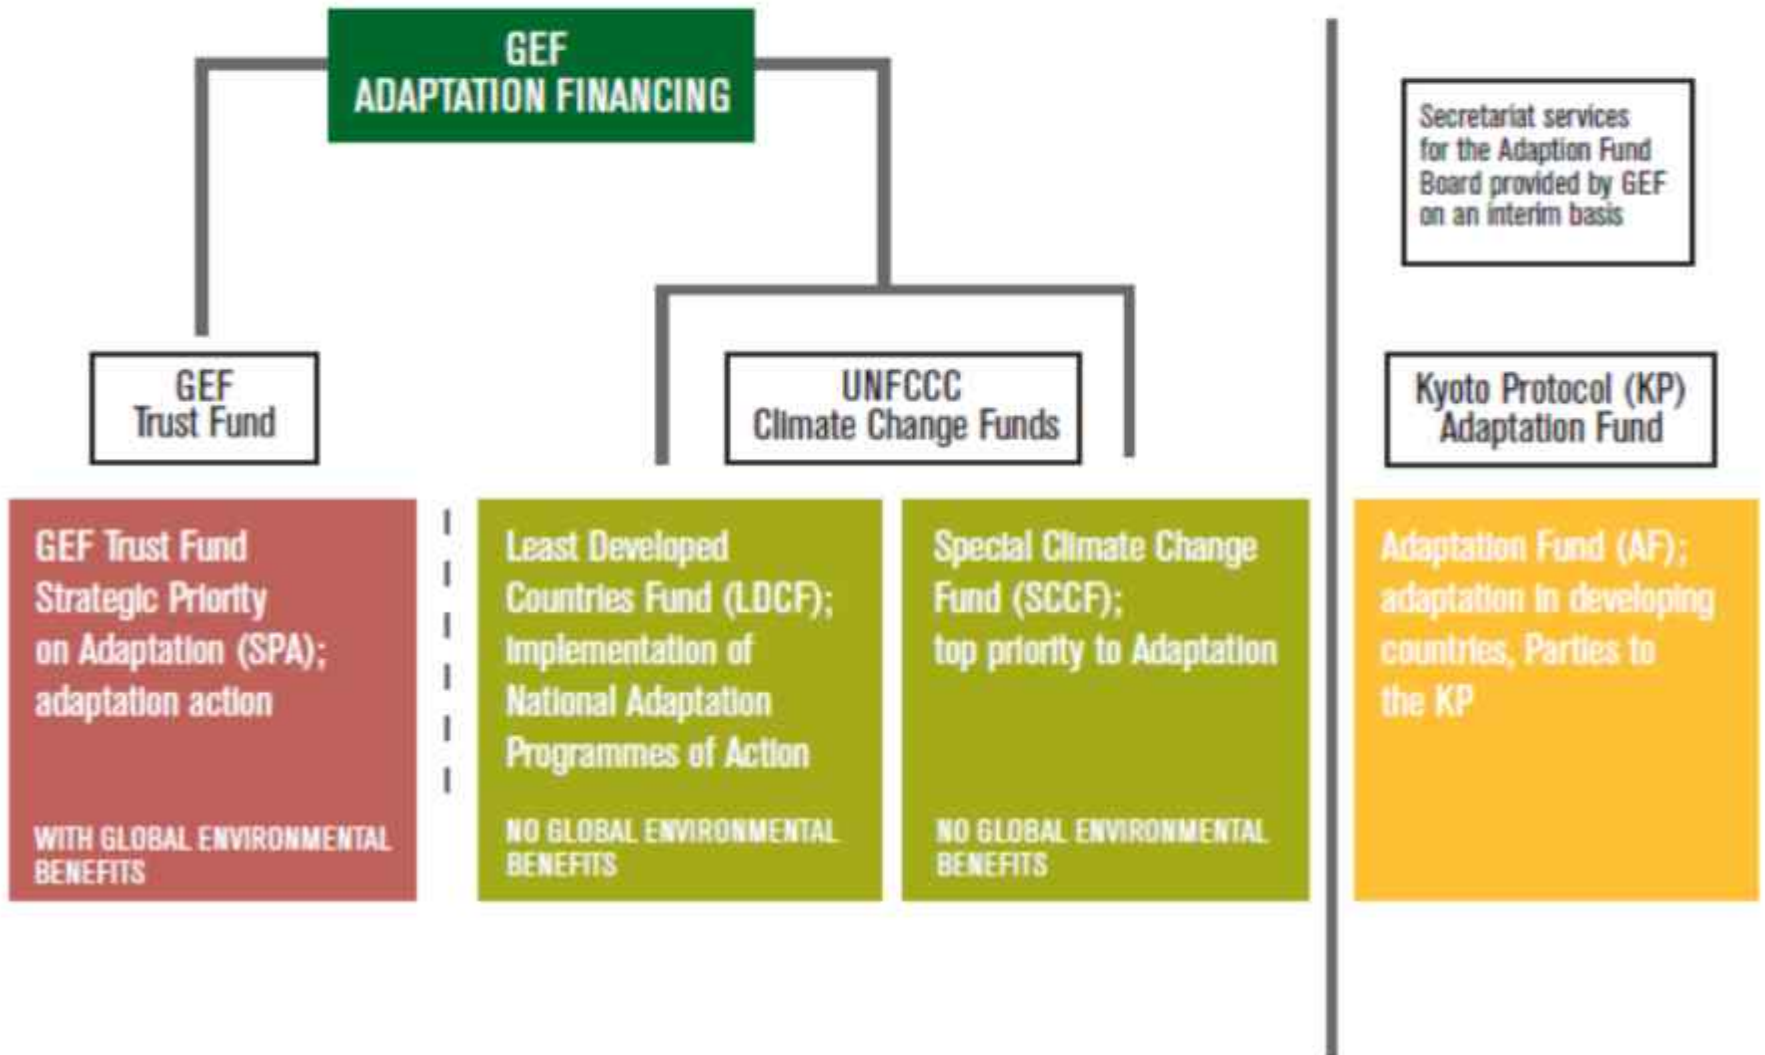 GEF
ADAPTATION FINANCING
Secretariat services
for the Adaption Fund
Board provided by GEF
on an interim basis
GEF
Trust Fund
UNFCCC
Climate Change Funds
Kyoto Protocol (KP)
Adaptation Fund
GEF Trust Fund
Strategic Priority
on Adaptation (SPA);
adaptation action
WITH GLOBAL ENVIRONMENTAL
BENEFITS
Least Developed
Countries Fund (LDCF);
implementation of
National Adaptation
Programmes of Action
NO GLOBAL ENVIRONMENTAL
BENEFITS
Special Climate Change
Fund (SCCF);
top priority to Adaptation
NO GLOBAL ENVIRONMENTAL
BENEFITS
Adaptation Fund (AF);
adaptation in developing
countries, Parties to
the KP